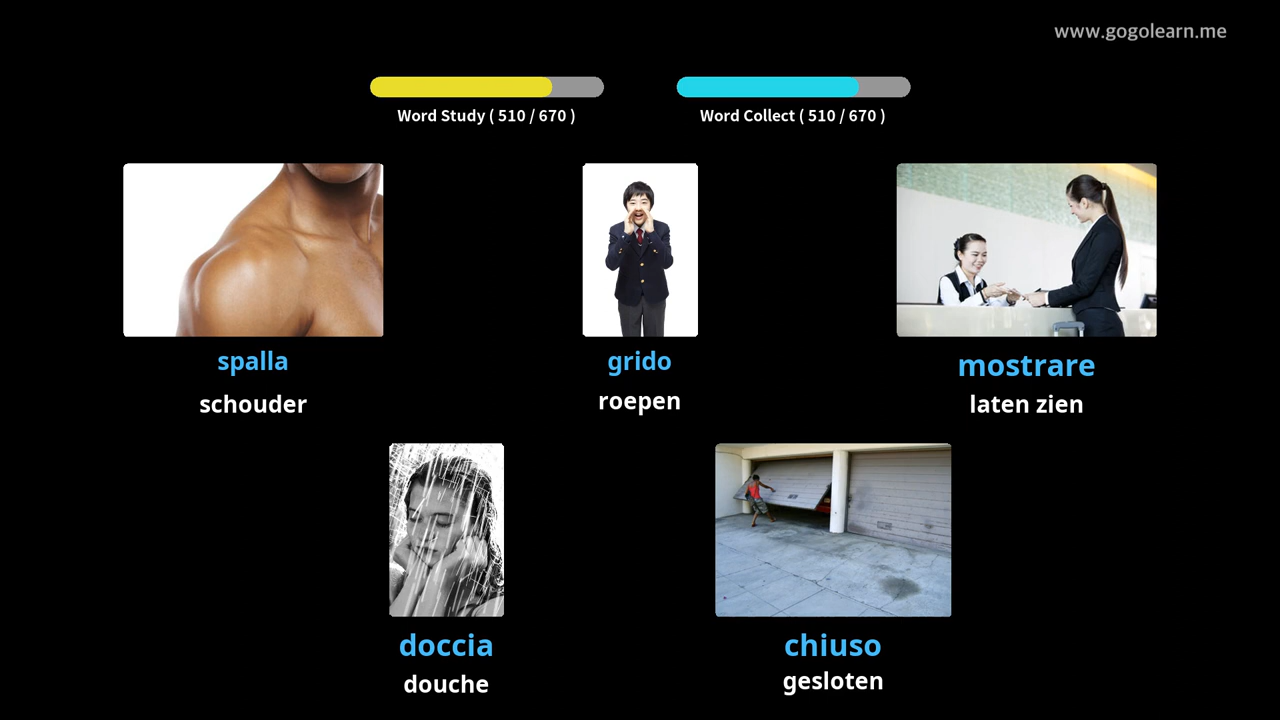 www.gogolearn.me
Word Study ( 510 / 670 )
Word Collect ( 510 / 670 )
spalla
schouder
grido
roepen
mostrare
laten zien
doccia
douche
chiuso
gesloten